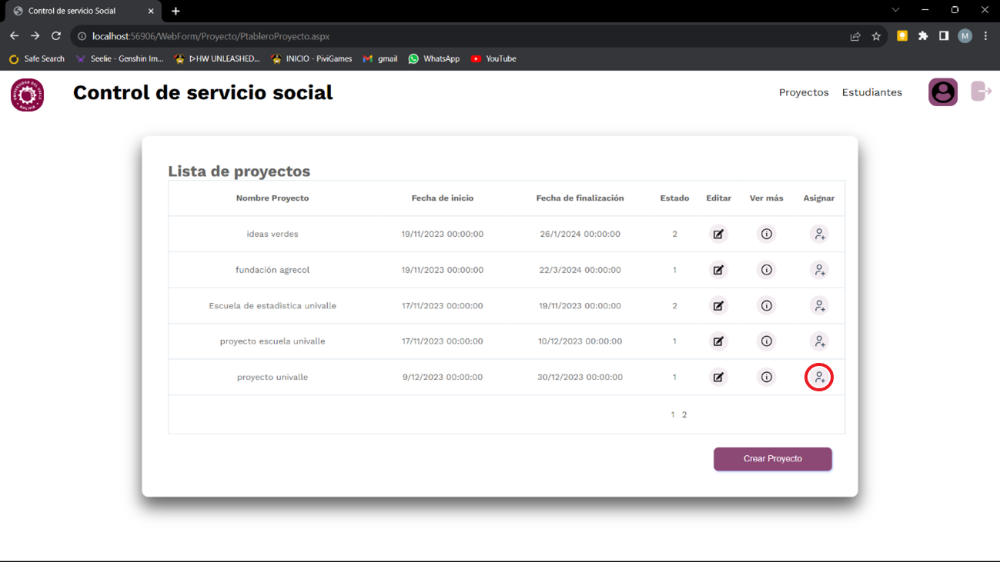 Control de servicio Social
localhost:56906/WebForm/Proyecto/PtableroProyecto.aspx
M
Safe Search Seelie - Genshin Im... ᐅHW UNLEASHED... INICIO - PiviGames gmail WhatsApp YouTube
UNIVERSIDAD DEL VALLE BOLIVIA
Control de servicio social Proyectos Estudiantes
Lista de proyectos
Nombre Proyecto Fecha de inicio Fecha de finalización Estado Editar Ver más Asignar
ideas verdes 19/11/2023 00:00:00 26/1/2024 00:00:00 2
fundación agrecol 19/11/2023 00:00:00 22/3/2024 00:00:00 1
Escuela de estadistica univalle 17/11/2023 00:00:00 19/11/2023 00:00:00 2
proyecto escuela univalle 17/11/2023 00:00:00 10/12/2023 00:00:00 1
proyecto univalle 9/12/2023 00:00:00 30/12/2023 00:00:00 1
1 2
Crear Proyecto